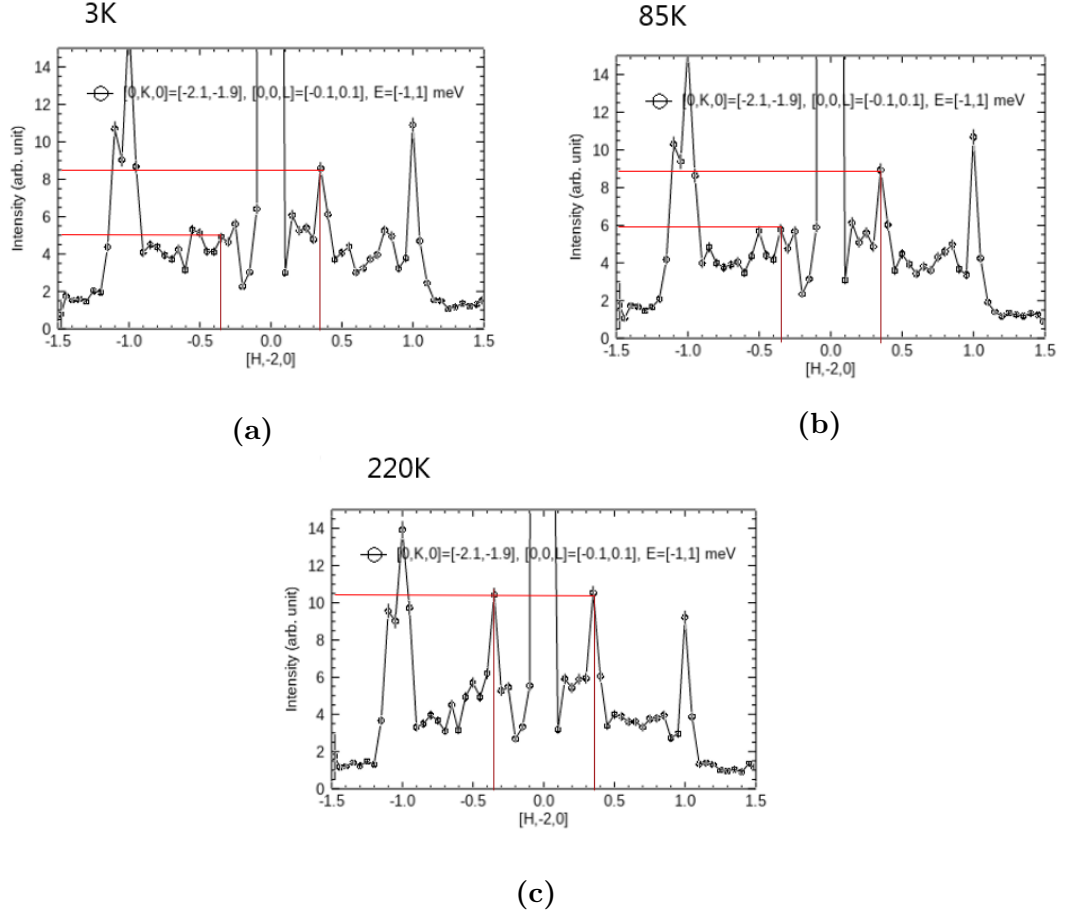 3K
14
12
10
8
6
4
2
0
Intensity (arb. unit)
[0,K,0]=[-2.1,-1.9], [0,0,L]=[-0.1,0.1], E=[-1,1] meV
-1.5 -1.0 -0.5 0.0 0.5 1.0 1.5
[H,-2,0]
(a)
85K
14
12
10
8
6
4
2
0
Intensity (arb. unit)
[0,K,0]=[-2.1,-1.9], [0,0,L]=[-0.1,0.1], E=[-1,1] meV
-1.5 -1.0 -0.5 0.0 0.5 1.0 1.5
[H,-2,0]
(b)
220K
14
12
10
8
6
4
2
0
Intensity (arb. unit)
[0,K,0]=[-2.1,-1.9], [0,0,L]=[-0.1,0.1], E=[-1,1] meV
-1.5 -1.0 -0.5 0.0 0.5 1.0 1.5
[H,-2,0]
(c)